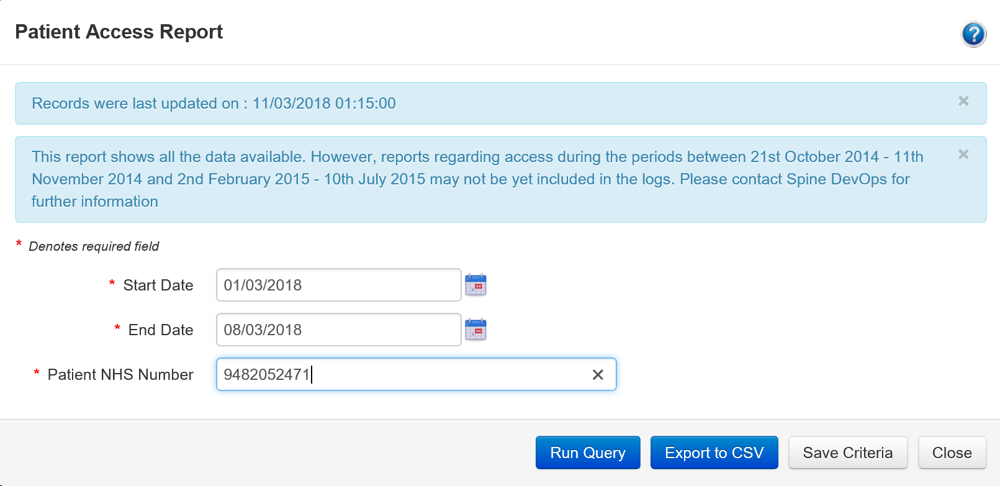 Patient Access Report
?
Records were last updated on : 11/03/2018 01:15:00
×
This report shows all the data available. However, reports regarding access during the periods between 21st October 2014 - 11th
×
November 2014 and 2nd February 2015 - 10th July 2015 may not be yet included in the logs. Please contact Spine DevOps for
further information
* Denotes required field
* Start Date 01/03/2018
* End Date 08/03/2018
* Patient NHS Number 9482052471 ×
Run Query Export to CSV Save Criteria Close